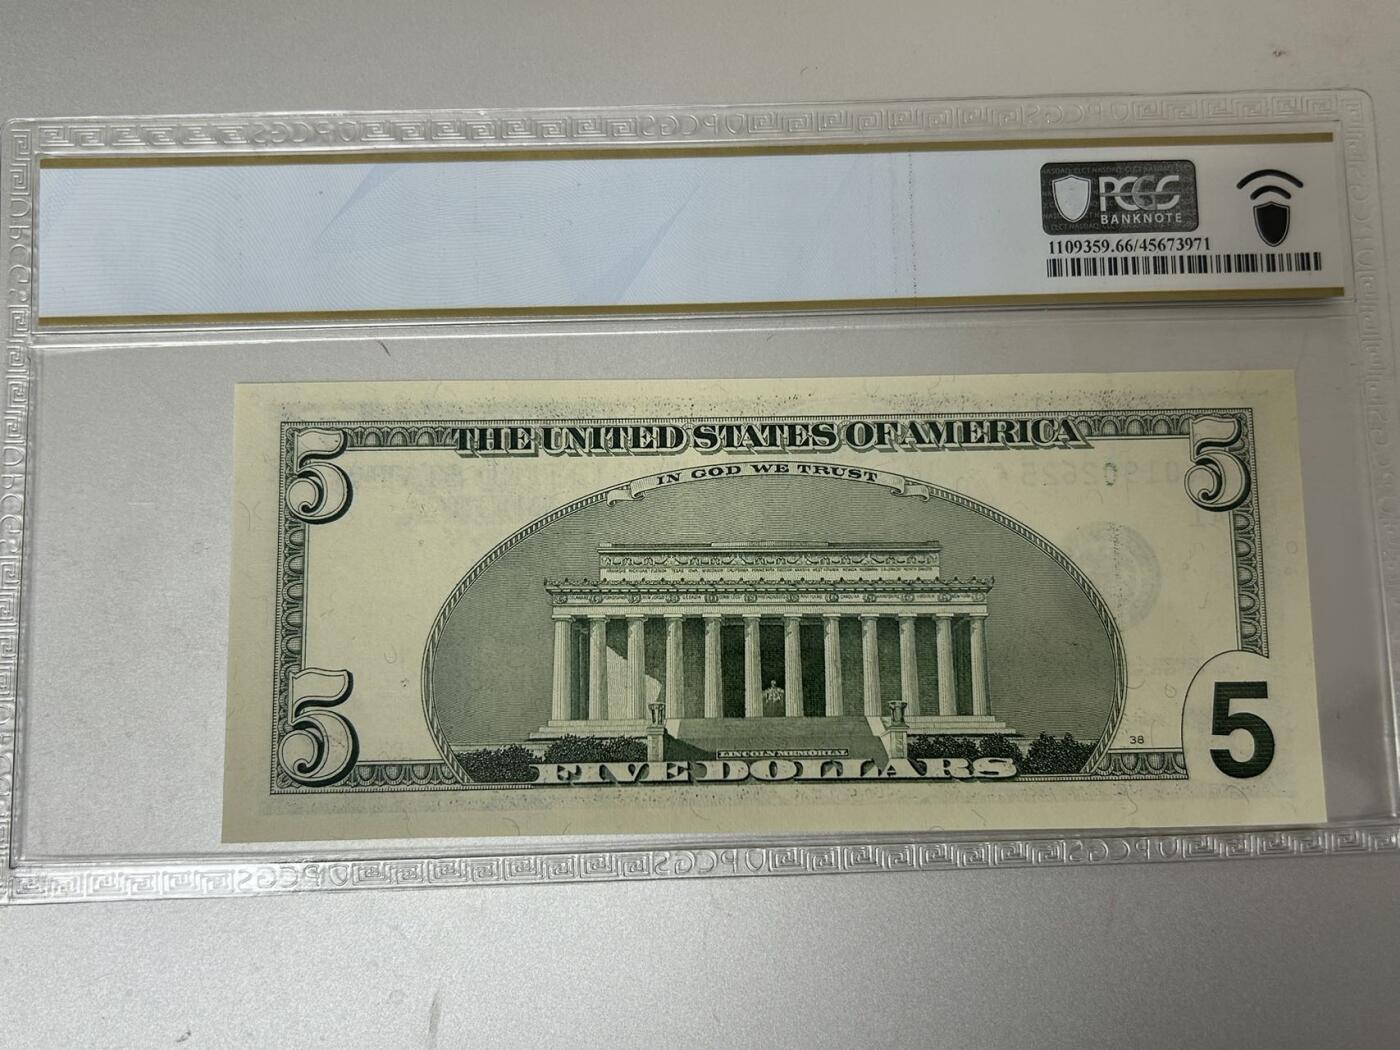 PCGS
BANKNOTE
1109359.66/45673971
5 THE UNITED STATES OF AMERICA 5
IN GOD WE TRUST
LINCOLN MEMORIAL
38
5 FIVE DOLLARS 5